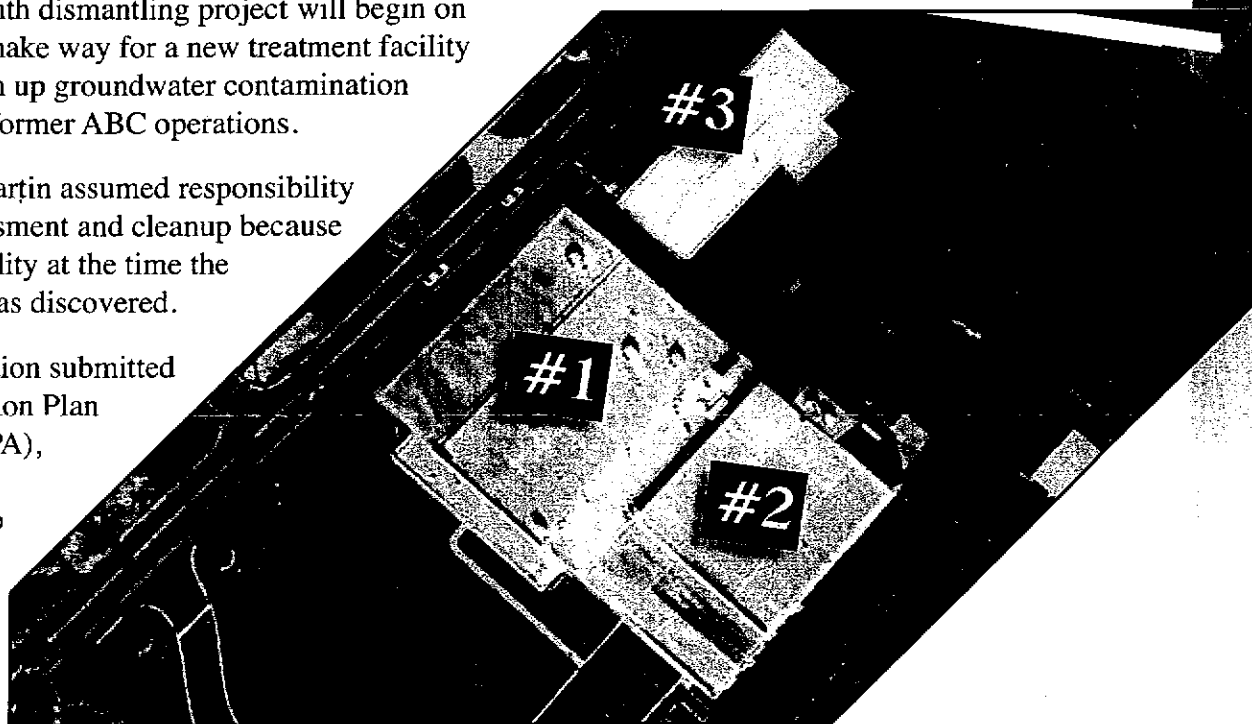 nth dismantling project will begin on
make way for a new treatment facility
n up groundwater contamination
former ABC operations.
artin assumed responsibility
sment and cleanup because
lity at the time the
as discovered.
ion submitted
on Plan
PA),
#3
#1
#2